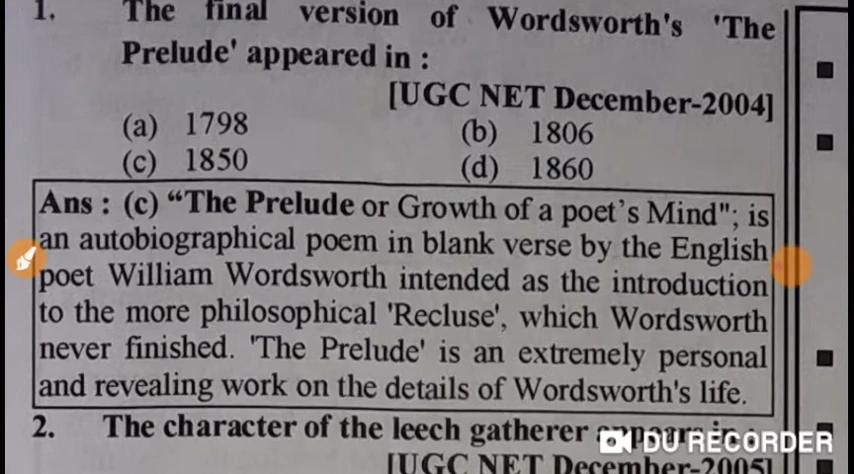 1. The final version of Wordsworth's 'The
Prelude' appeared in :
[UGC NET December-2004]
(a) 1798 (b) 1806
(c) 1850 (d) 1860
Ans : (c) “The Prelude or Growth of a poet’s Mind"; is
an autobiographical poem in blank verse by the English
poet William Wordsworth intended as the introduction
to the more philosophical 'Recluse', which Wordsworth
never finished. 'The Prelude' is an extremely personal
and revealing work on the details of Wordsworth's life.
2. The character of the leech gatherer
DU RECORDER
[UGC NET December-2005]